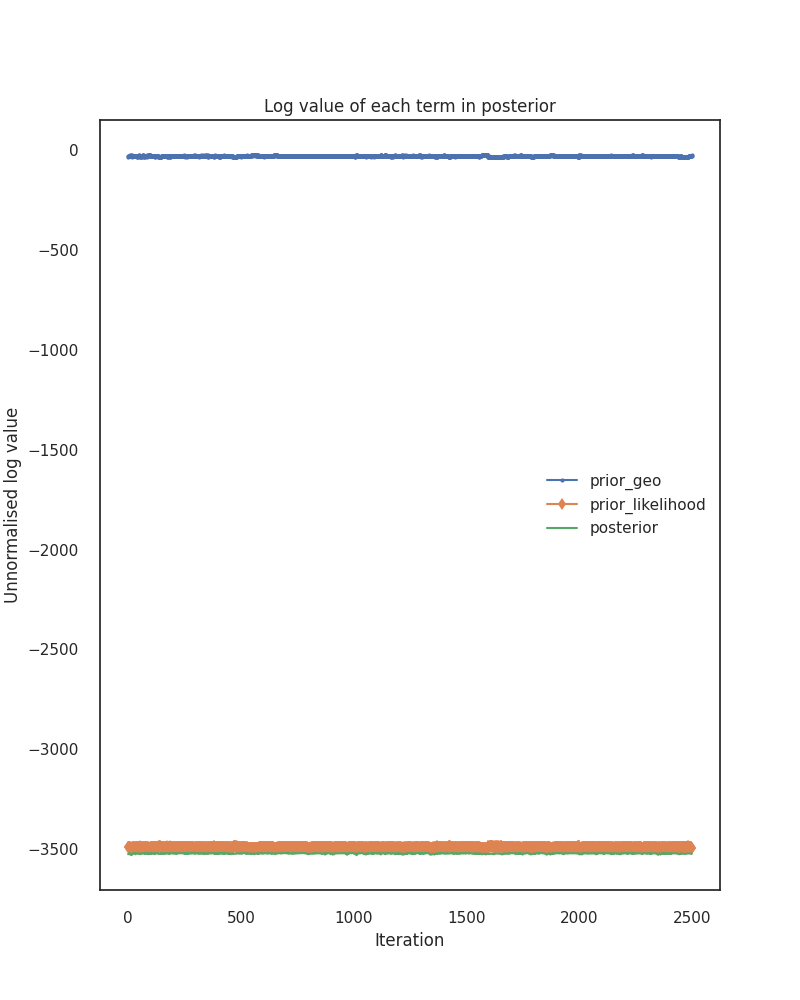 Log value of each term in posterior
0
−500
−1000
−1500
−2000
−2500
−3000
−3500
Unnormalised log value
prior_geo
prior_likelihood
posterior
0 500 1000 1500 2000 2500
Iteration